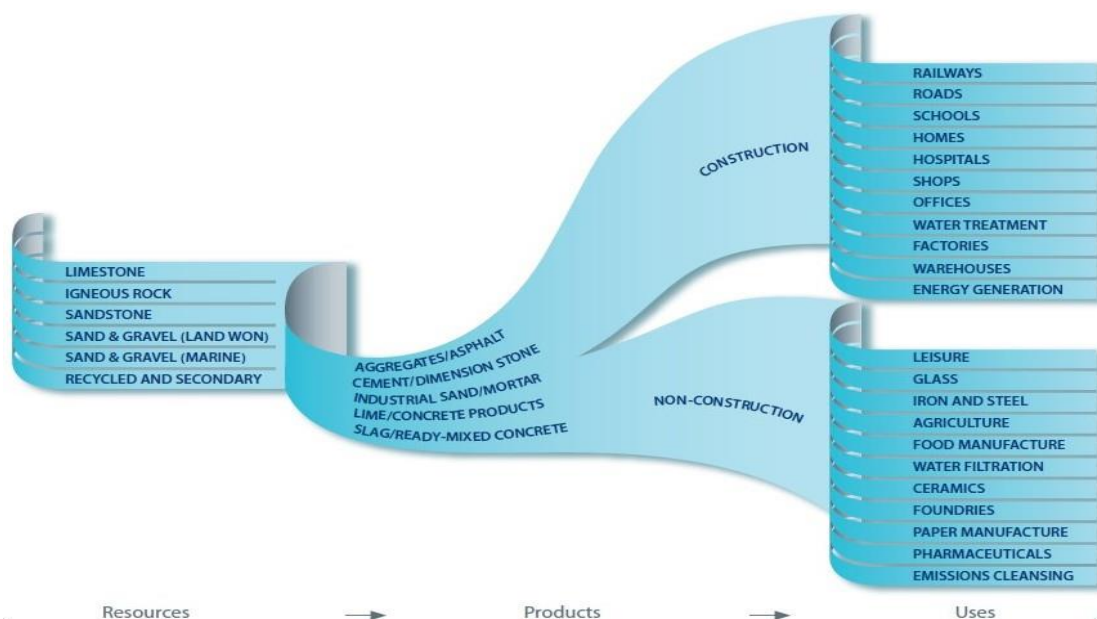 LIMESTONE
IGNEOUS ROCK
SANDSTONE
SAND & GRAVEL (LAND WON)
SAND & GRAVEL (MARINE)
RECYCLED AND SECONDARY
AGGREGATES/ASPHALT
CEMENT/DIMENSION STONE
INDUSTRIAL SAND/MORTAR
LIME/CONCRETE PRODUCTS
SLAG/READY-MIXED CONCRETE
CONSTRUCTION
NON-CONSTRUCTION
RAILWAYS
ROADS
SCHOOLS
HOMES
HOSPITALS
SHOPS
OFFICES
WATER TREATMENT
FACTORIES
WAREHOUSES
ENERGY GENERATION
LEISURE
GLASS
IRON AND STEEL
AGRICULTURE
FOOD MANUFACTURE
WATER FILTRATION
CERAMICS
FOUNDRIES
PAPER MANUFACTURE
PHARMACEUTICALS
EMISSIONS CLEANSING
Resources
Products
Uses